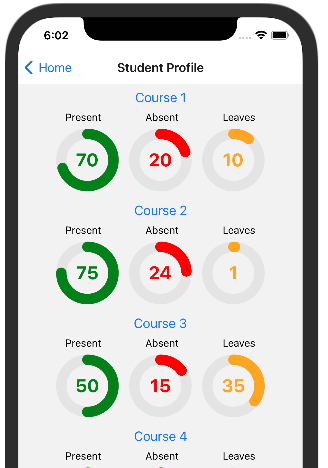 6:02
Home Student Profile
Course 1
Present Absent Leaves
70 20 10
Course 2
Present Absent Leaves
75 24 1
Course 3
Present Absent Leaves
50 15 35
Course 4
Present Absent Leaves